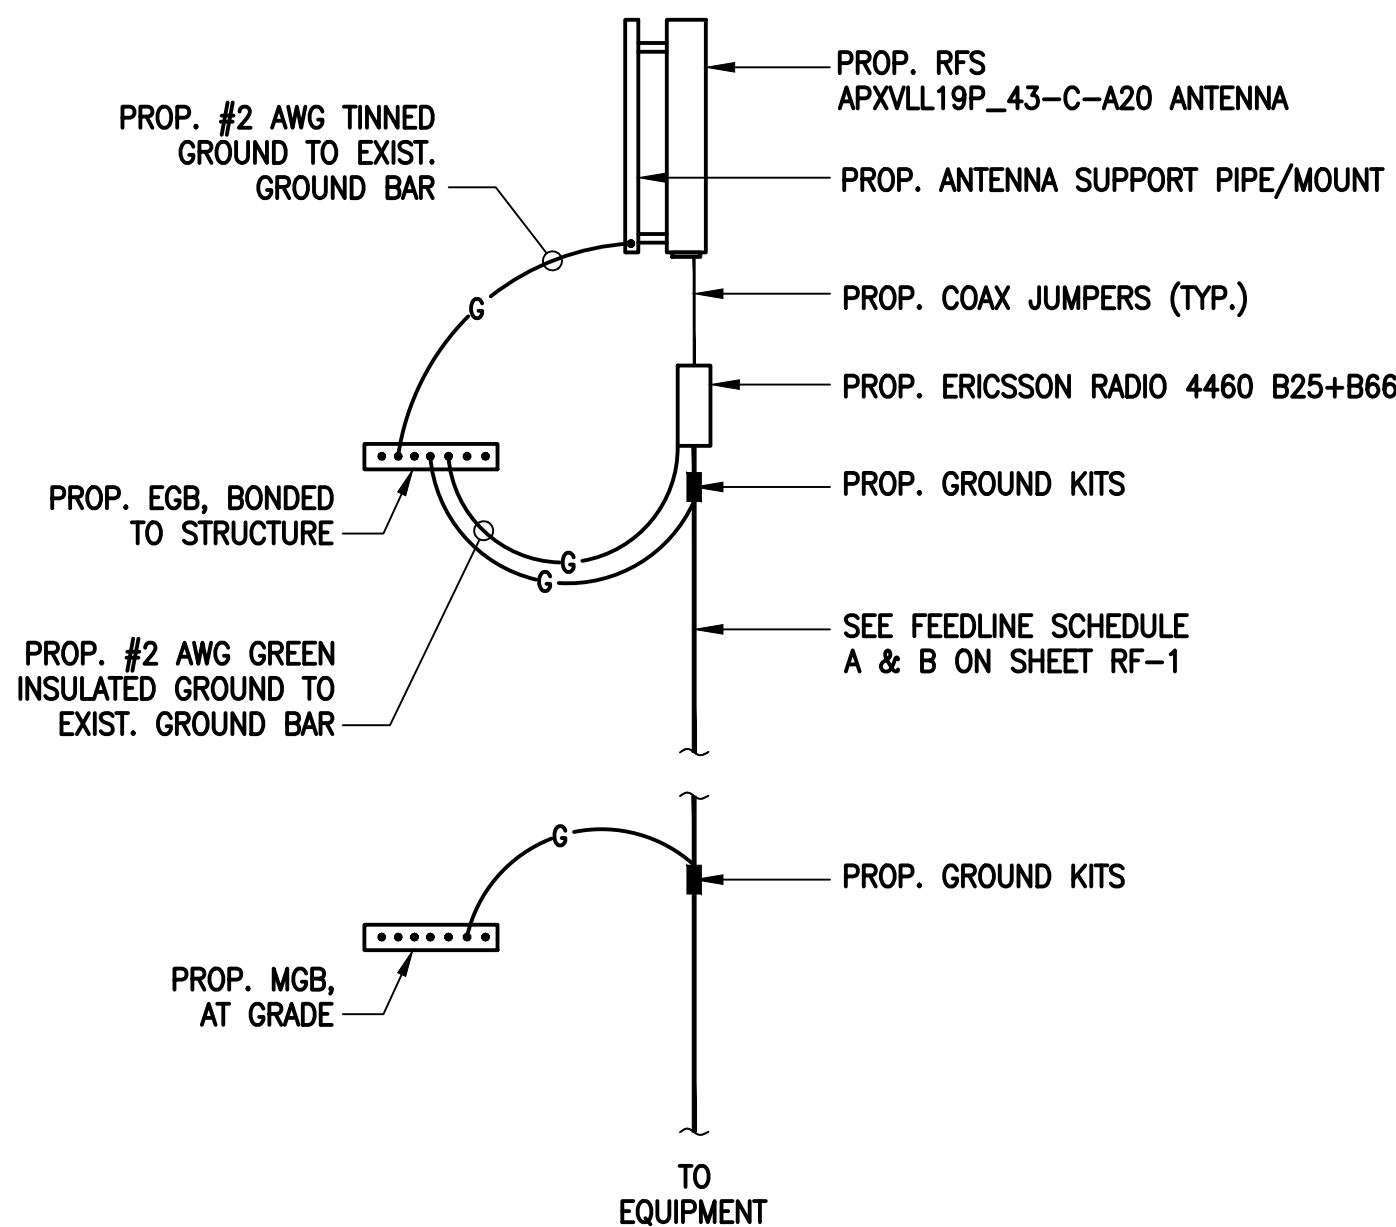 PROP. RFS
APXVLL19P_43-C-A20 ANTENNA
PROP. #2 AWG TINNED
GROUND TO EXIST.
GROUND BAR
PROP. ANTENNA SUPPORT PIPE/MOUNT
PROP. COAX JUMPERS (TYP.)
G
PROP. ERICSSON RADIO 4460 B25+B66
PROP. EGB, BONDED
TO STRUCTURE
PROP. GROUND KITS
G
G
PROP. #2 AWG GREEN
INSULATED GROUND TO
EXIST. GROUND BAR
SEE FEEDLINE SCHEDULE
A & B ON SHEET RF-1
G
PROP. GROUND KITS
PROP. MGB,
AT GRADE
TO
EQUIPMENT